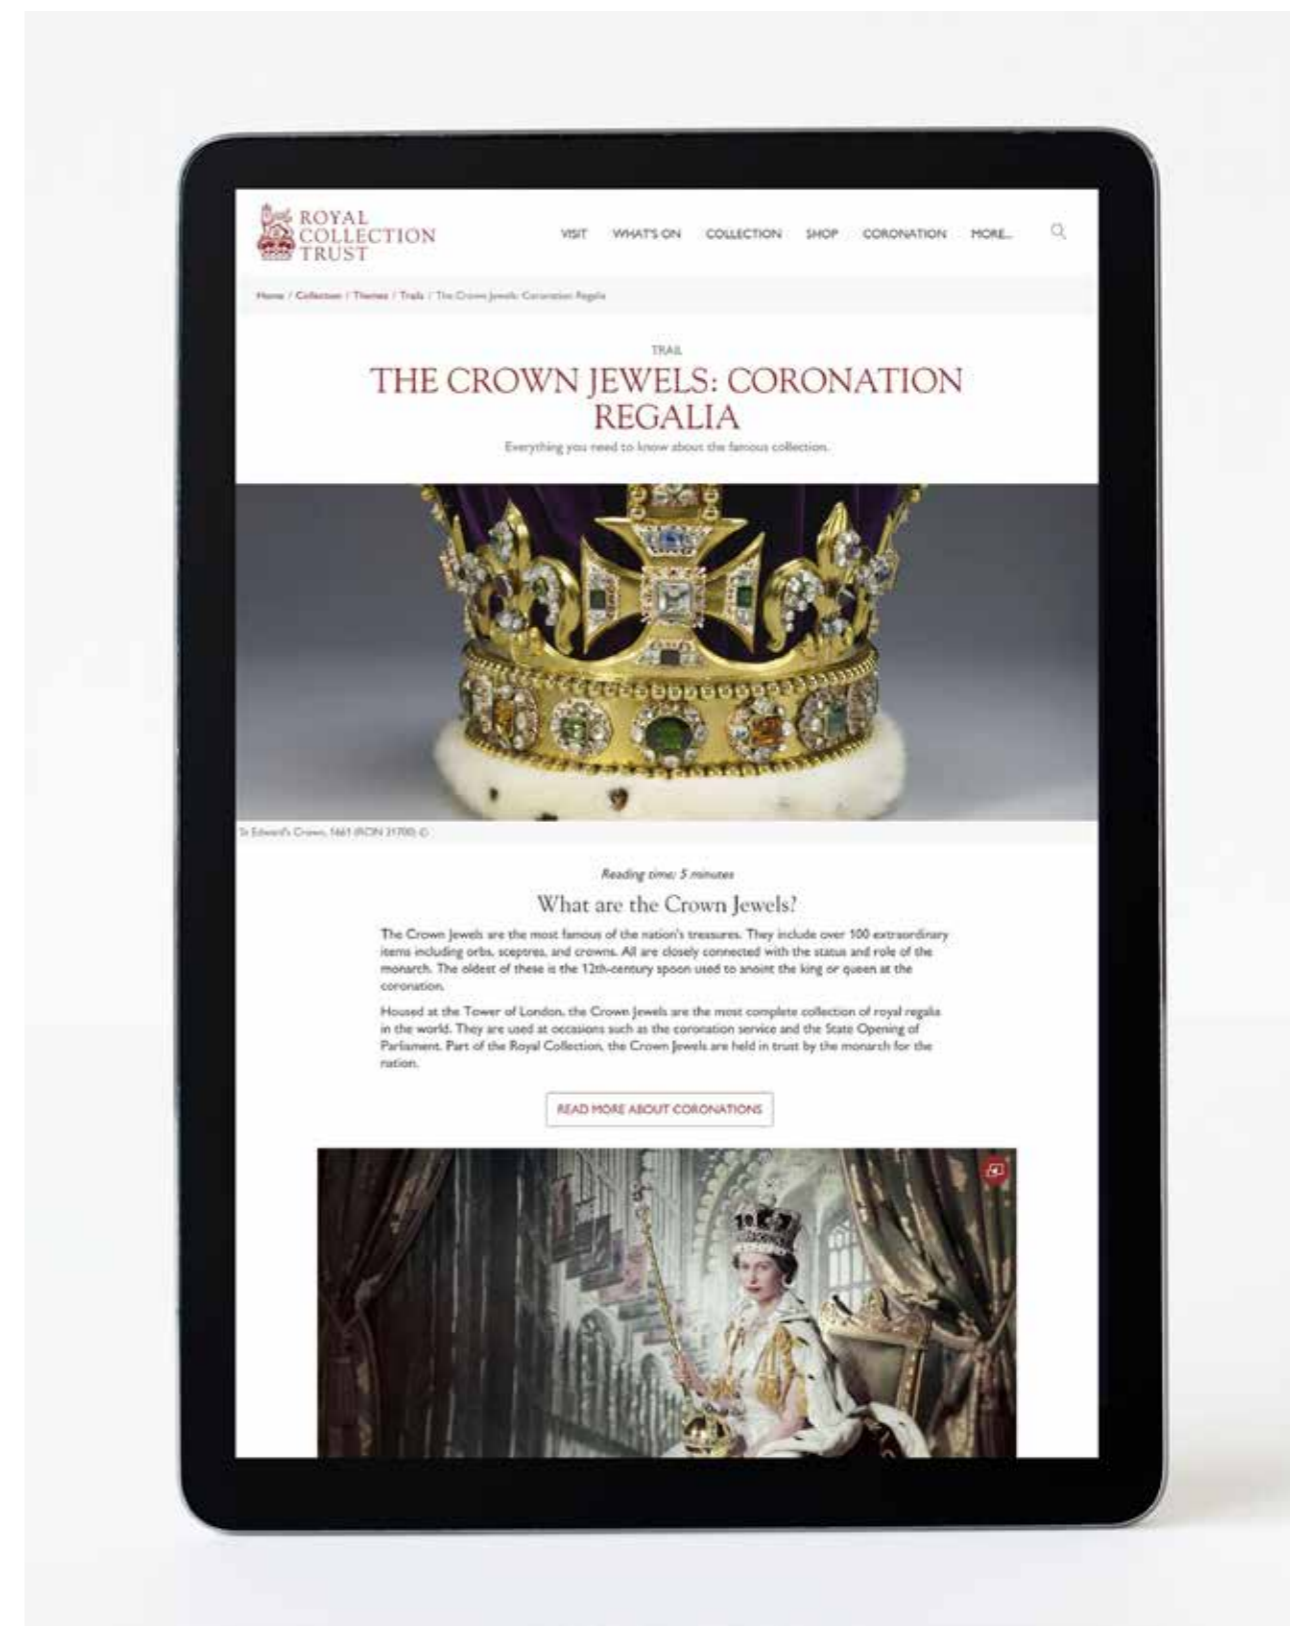 ROYAL
COLLECTION
TRUST
VISIT WHAT'S ON COLLECTION SHOP CORONATION MORE...
Home / Collection / Themes / Trails / The Crown Jewels: Coronation Regalia
TRAIL
THE CROWN JEWELS: CORONATION
REGALIA
Everything you need to know about the famous collection.
St Edward's Crown, 1661 (RCIN 31700) ©
Reading time: 5 minutes
What are the Crown Jewels?
The Crown Jewels are the most famous of the nation's treasures. They include over 100 extraordinary
items including orbs, sceptres, and crowns. All are closely connected with the status and role of the
monarch. The oldest of these is the 12th-century spoon used to anoint the king or queen at the
coronation.
Housed at the Tower of London, the Crown Jewels are the most complete collection of royal regalia
in the world. They are used at occasions such as the coronation service and the State Opening of
Parliament. Part of the Royal Collection, the Crown Jewels are held in trust by the monarch for the
nation.
READ MORE ABOUT CORONATIONS